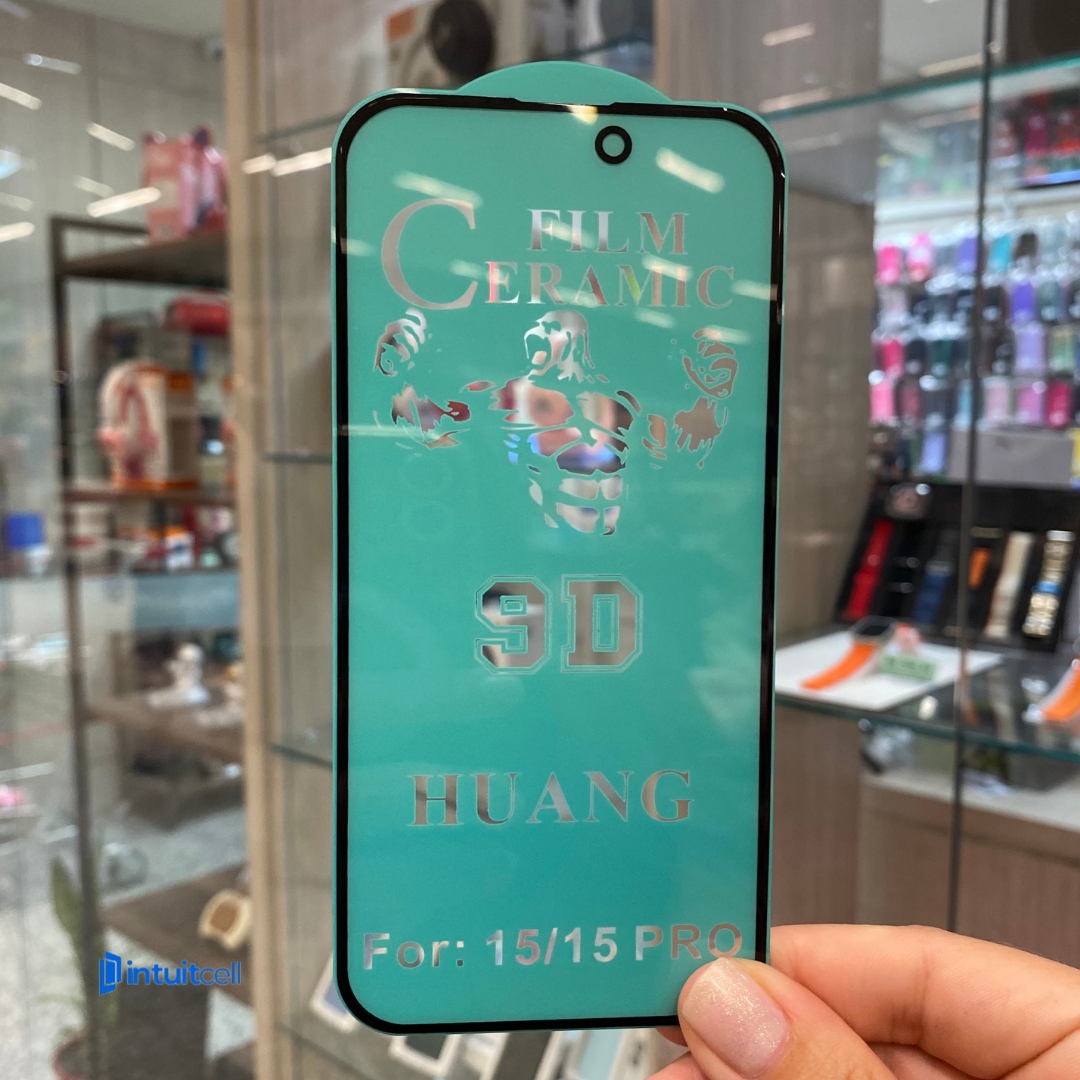 FILM
CERAMIC
9D
HUANG
For: 15/15 PRO
intuitcell